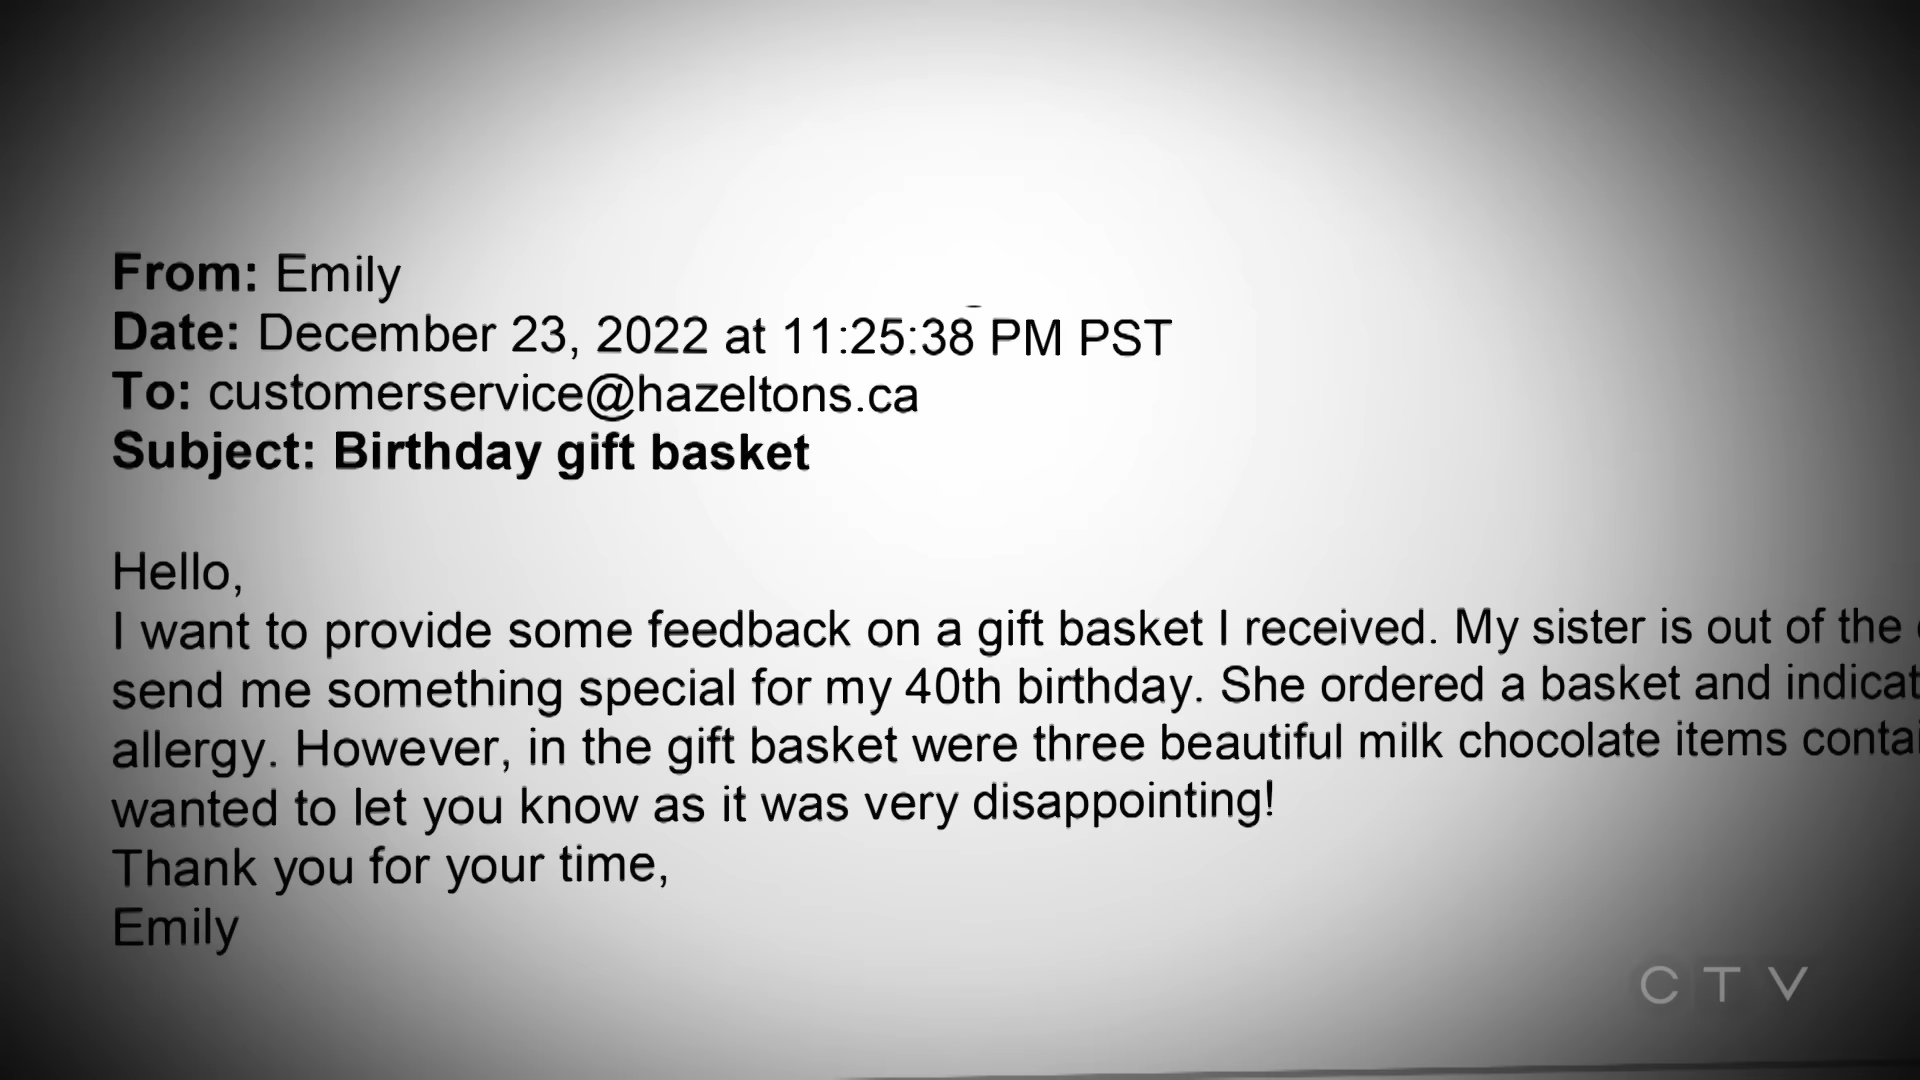 From: Emily
Date: December 23, 2022 at 11:25:38 PM PST
To: customerservice@hazeltons.ca
Subject: Birthday gift basket
Hello,
I want to provide some feedback on a gift basket I received. My sister is out of the
send me something special for my 40th birthday. She ordered a basket and indicat
allergy. However, in the gift basket were three beautiful milk chocolate items contai
wanted to let you know as it was very disappointing!
Thank you for your time,
Emily
CTV